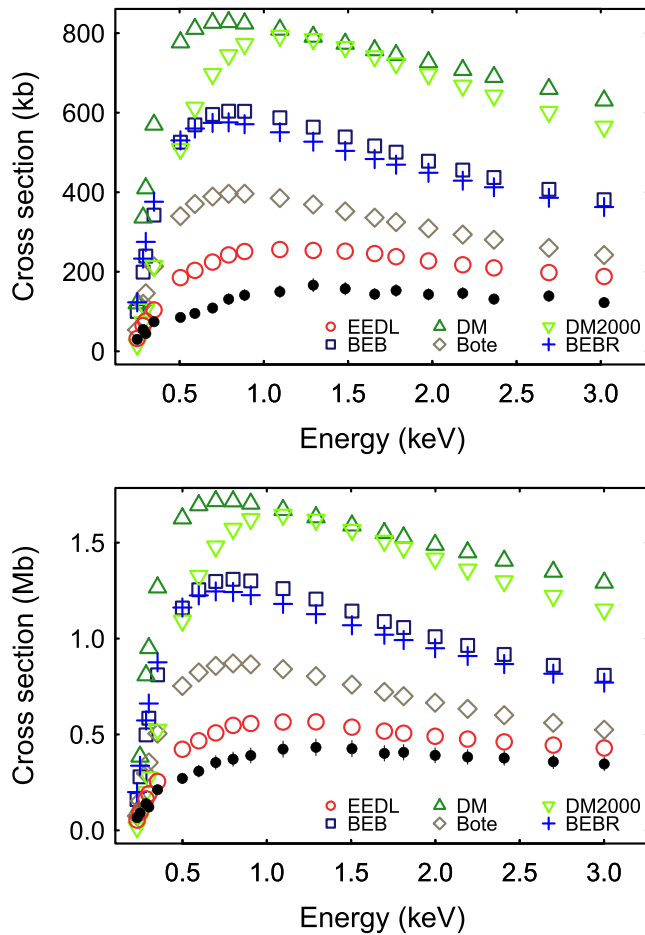 800
600
400
200
0
Cross section (kb)
EEDL DM DM2000
BEB Bote BEBR
0.5 1.0 1.5 2.0 2.5 3.0
Energy (keV)
1.5
1.0
0.5
0.0
Cross section (Mb)
EEDL DM DM2000
BEB Bote BEBR
0.5 1.0 1.5 2.0 2.5 3.0
Energy (keV)